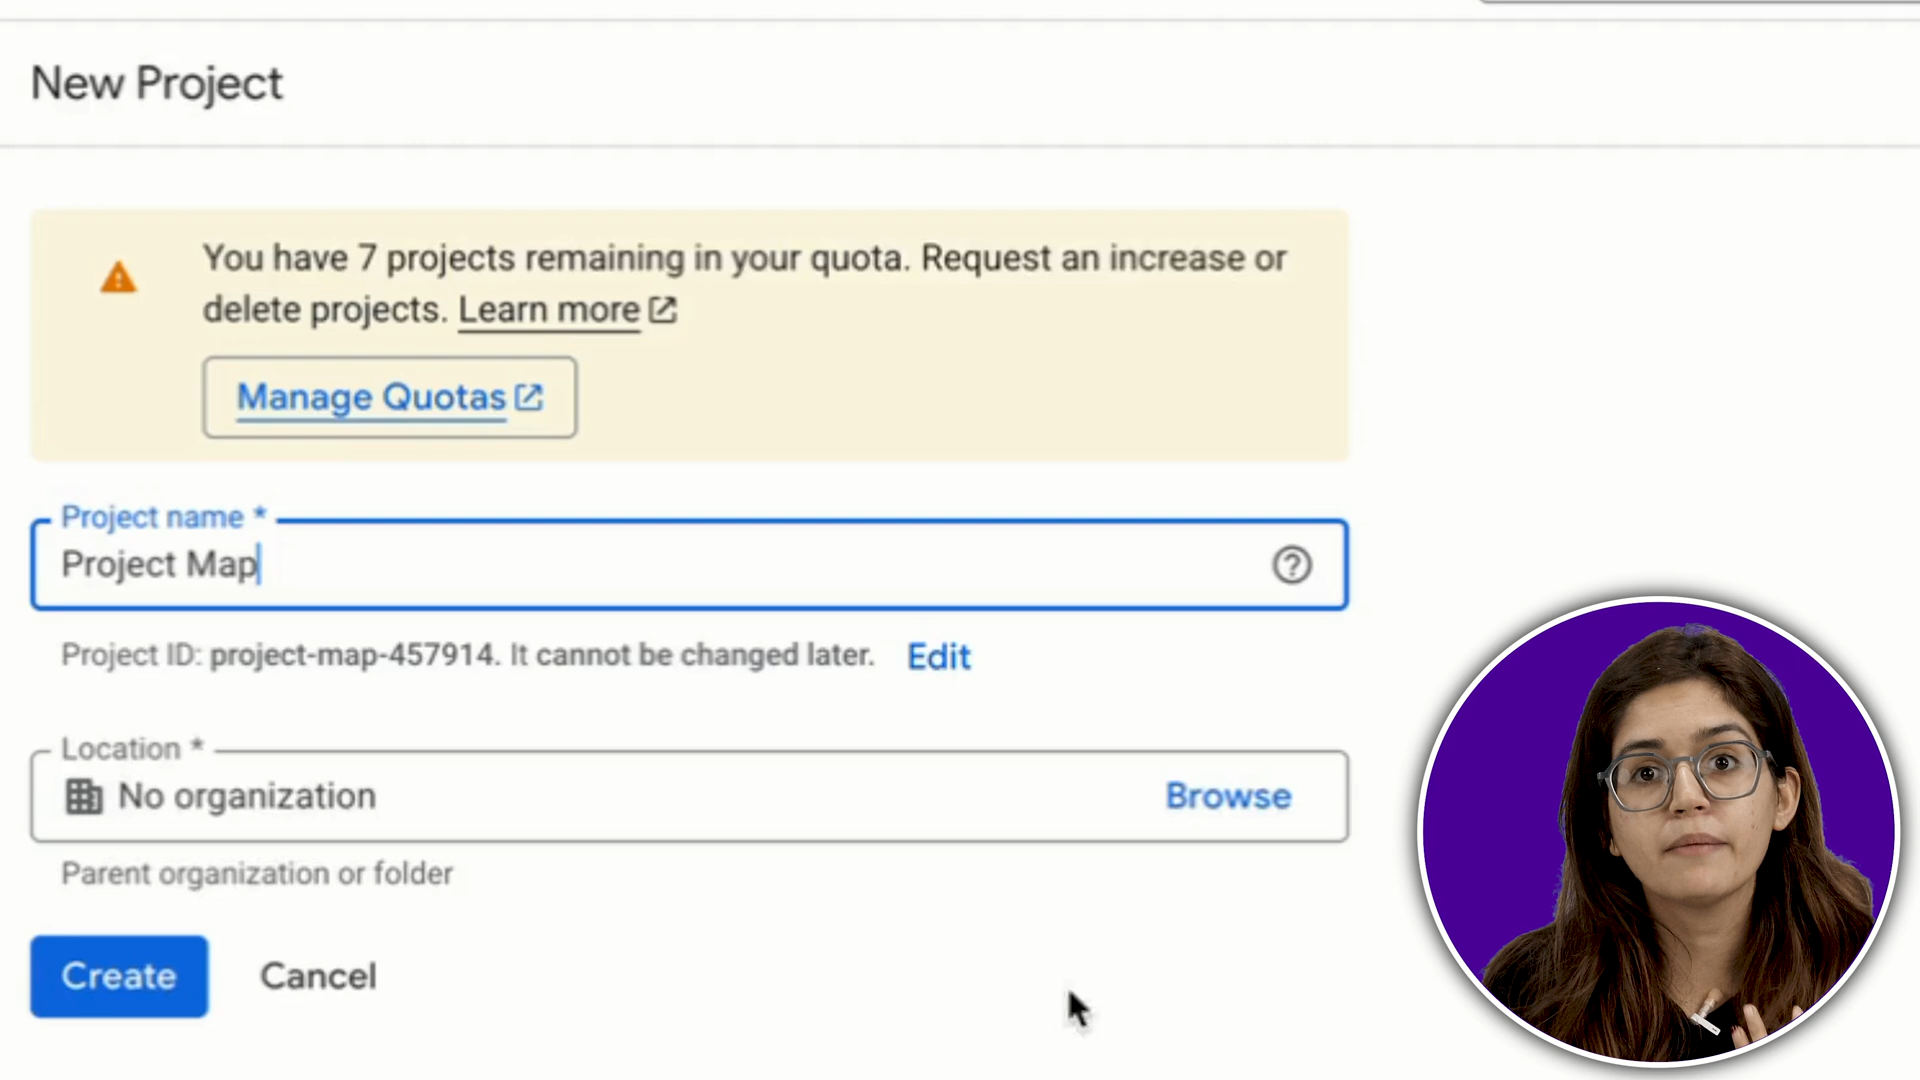 New Project
You have 7 projects remaining in your quota. Request an increase or
delete projects. Learn more
Manage Quotas
Project name *
Project Map
Project ID: project-map-457914. It cannot be changed later. Edit
Location *
No organization Browse
Parent organization or folder
Create Cancel